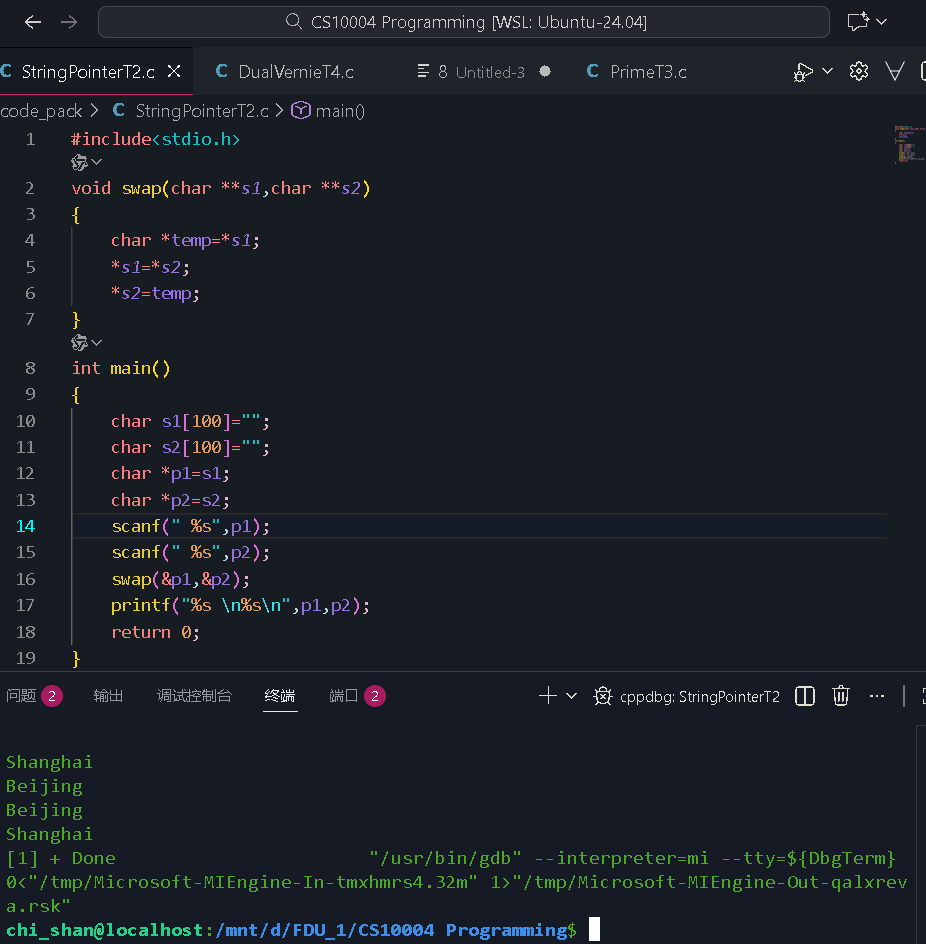 CS10004 Programming [WSL: Ubuntu-24.04]
StringPointerT2.c DualVernieT4.c 8 Untitled-3 PrimeT3.c
code_pack > C StringPointerT2.c > main()
1 #include<stdio.h>
2 void swap(char **s1,char **s2)
3 {
4 char *temp=*s1;
5 *s1=*s2;
6 *s2=temp;
7 }
8 int main()
9 {
10 char s1[100]="";
11 char s2[100]="";
12 char *p1=s1;
13 char *p2=s2;
14 scanf(" %s",p1);
15 scanf(" %s",p2);
16 swap(&p1,&p2);
17 printf("%s \n%s\n",p1,p2);
18 return 0;
19 }
问题 2 输出 调试控制台 终端 端口 2 cppdbg: StringPointerT2
Shanghai
Beijing
Beijing
Shanghai
[1] + Done "/usr/bin/gdb" --interpreter=mi --tty=${DbgTerm}
0<"/tmp/Microsoft-MIEngine-In-tmxhmrs4.32m" 1>"/tmp/Microsoft-MIEngine-Out-qalxrev
a.rsk"
chi_shan@localhost:/mnt/d/FDU_1/CS10004 Programming$